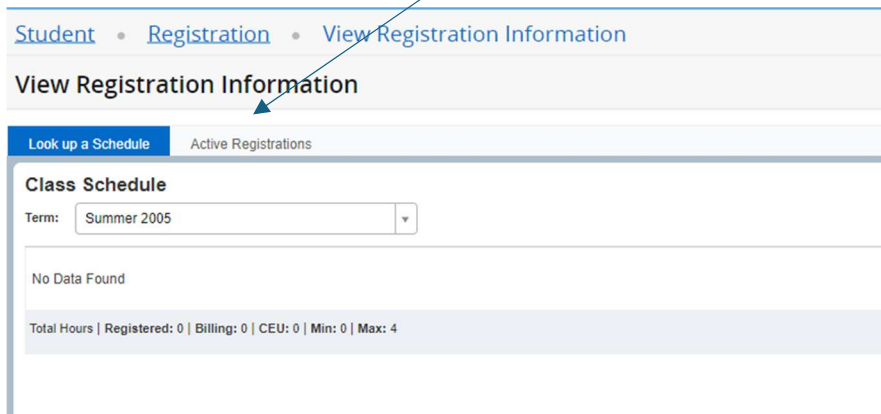 Student • Registration • View Registration Information
View Registration Information
Look up a Schedule Active Registrations
Class Schedule
Term: Summer 2005
No Data Found
Total Hours | Registered: 0 | Billing: 0 | CEU: 0 | Min: 0 | Max: 4